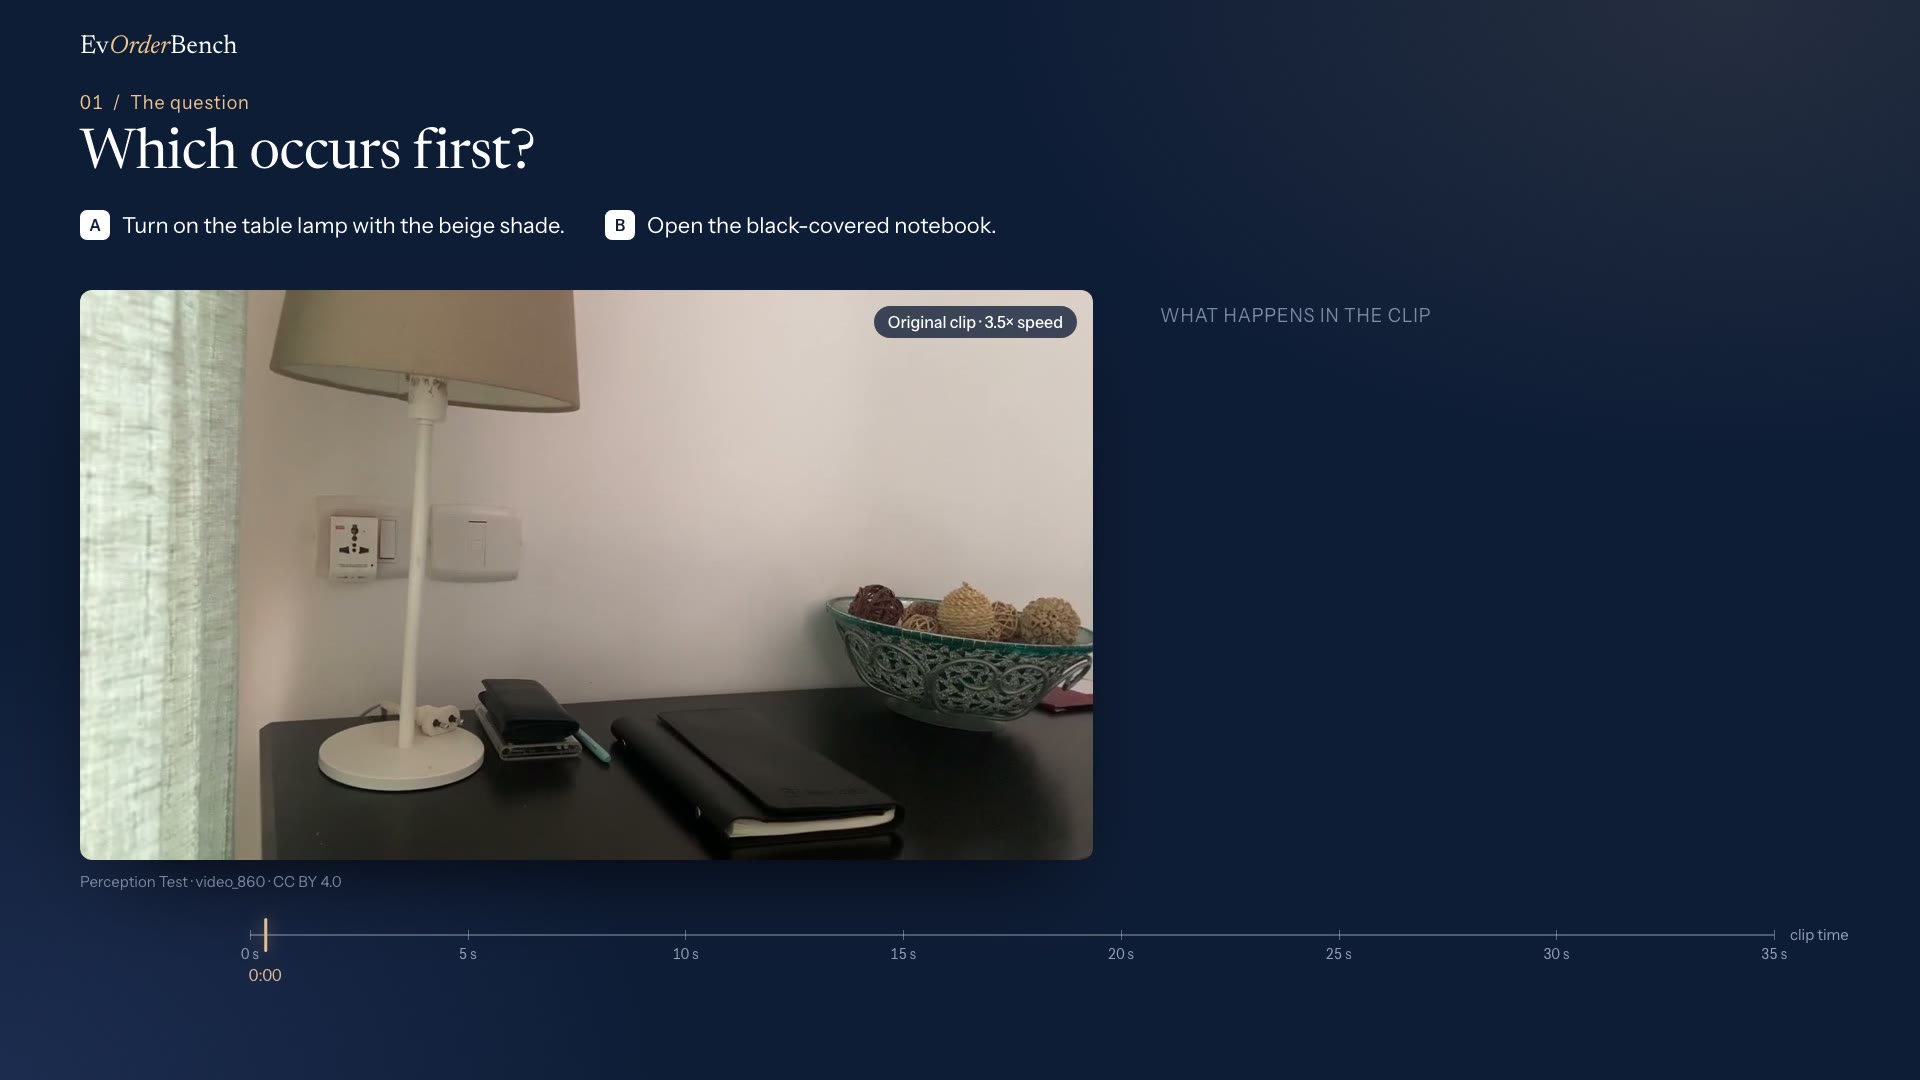 EvOrderBench
01 / The question
Which occurs first?
A Turn on the table lamp with the beige shade.
B Open the black-covered notebook.
Original clip · 3.5× speed
WHAT HAPPENS IN THE CLIP
Perception Test · video_860 · CC BY 4.0
0 s 5 s 10 s 15 s 20 s 25 s 30 s 35 s clip time
0:00